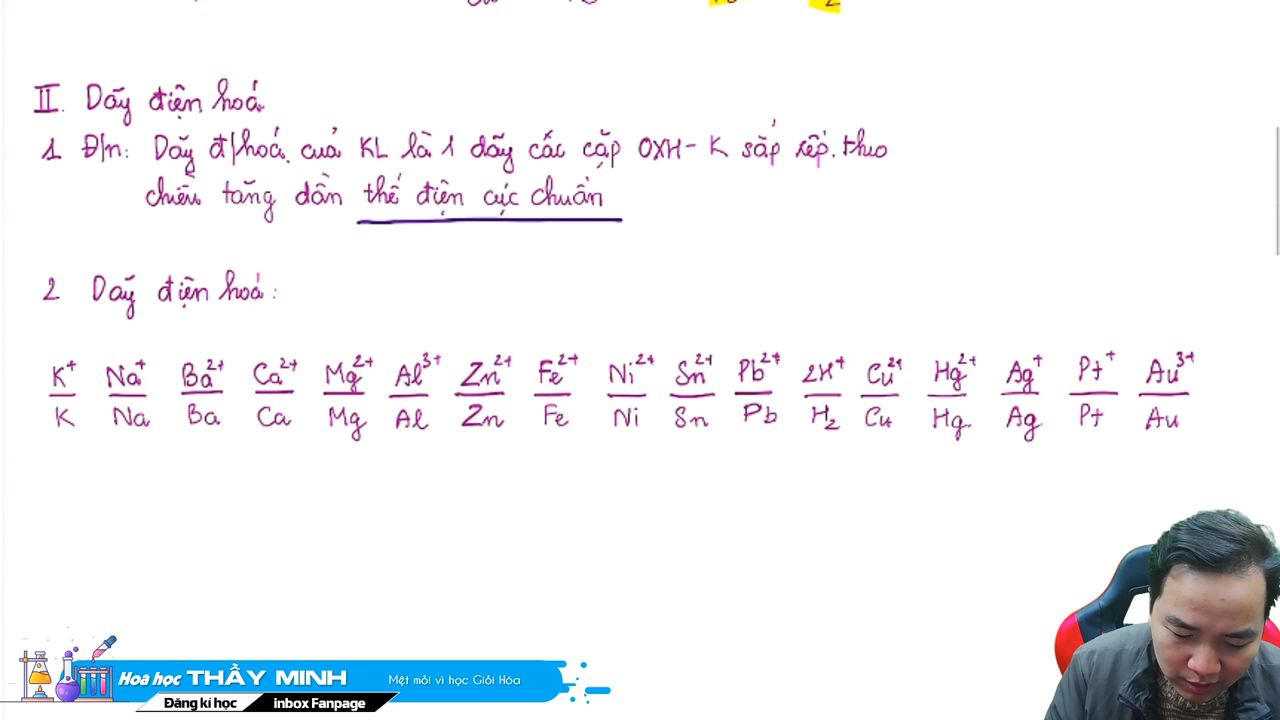 II. Dãy điện hoá
1 Đ/n: Dãy đ/hoá của KL là 1 dãy các cặp OXH - K sắp xếp theo
chiều tăng dần thế điện cực chuẩn
2 Dãy điện hoá:
K⁺ Na⁺ Ba²⁺ Ca²⁺ Mg²⁺ Al³⁺ Zn²⁺ Fe²⁺ Ni²⁺ Sn²⁺ Pb²⁺ 2H⁺ Cu²⁺ Hg²⁺ Ag⁺ Pt⁺ Au³⁺
K Na Ba Ca Mg Al Zn Fe Ni Sn Pb H₂ Cu Hg Ag Pt Au
Hoá học THẦY MINH
Mệt mỏi vì học Giỏi Hóa
Đăng kí học inbox Fanpage